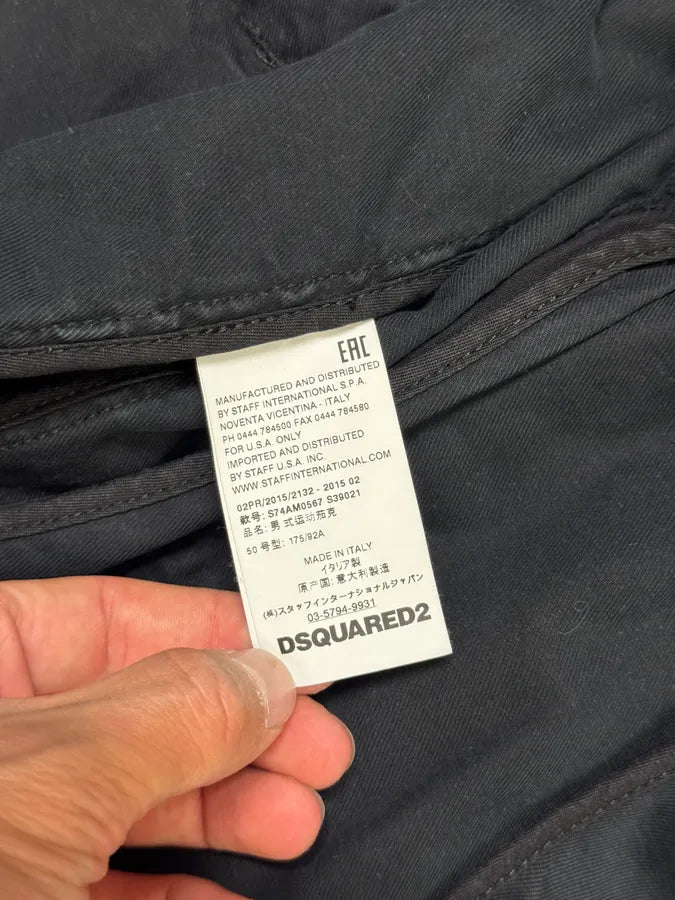 EAC
MANUFACTURED AND DISTRIBUTED
BY STAFF INTERNATIONAL S.P.A.
NOVENTA VICENTINA - ITALY
PH 0444 784500 FAX 0444 784580
FOR U.S.A. ONLY
IMPORTED AND DISTRIBUTED
BY STAFF U.S.A. INC.
WWW.STAFFINTERNATIONAL.COM
02PR/2015/2132 - 2015 02
款号: S74AM0567 S39021
品名: 男式运动茄克
50 号型: 175/92A
MADE IN ITALY
イタリア製
原产国: 意大利製造
(株)スタッフインターナショナルジャパン
03-5794-9931
DSQUARED2